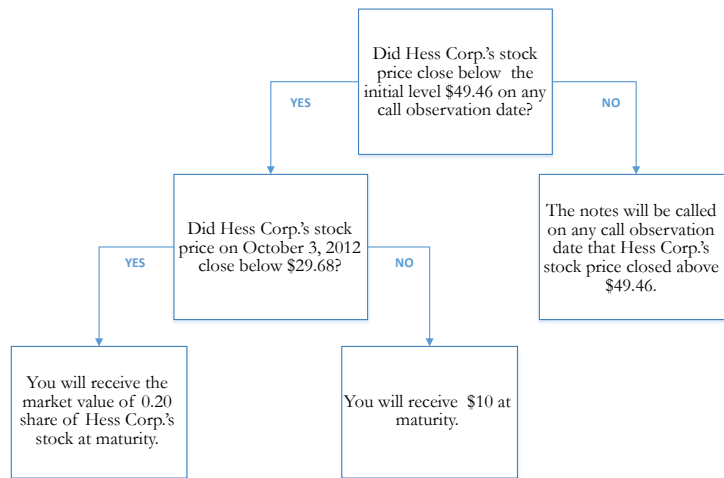 Did Hess Corp.'s stock
price close below the
initial level $49.46 on any
call observation date?
YES
NO
Did Hess Corp.'s stock
price on October 3, 2012
close below $29.68?
The notes will be called
on any call observation
date that Hess Corp.'s
stock price closed above
$49.46.
YES
NO
You will receive the
market value of 0.20
share of Hess Corp.'s
stock at maturity.
You will receive $10 at
maturity.